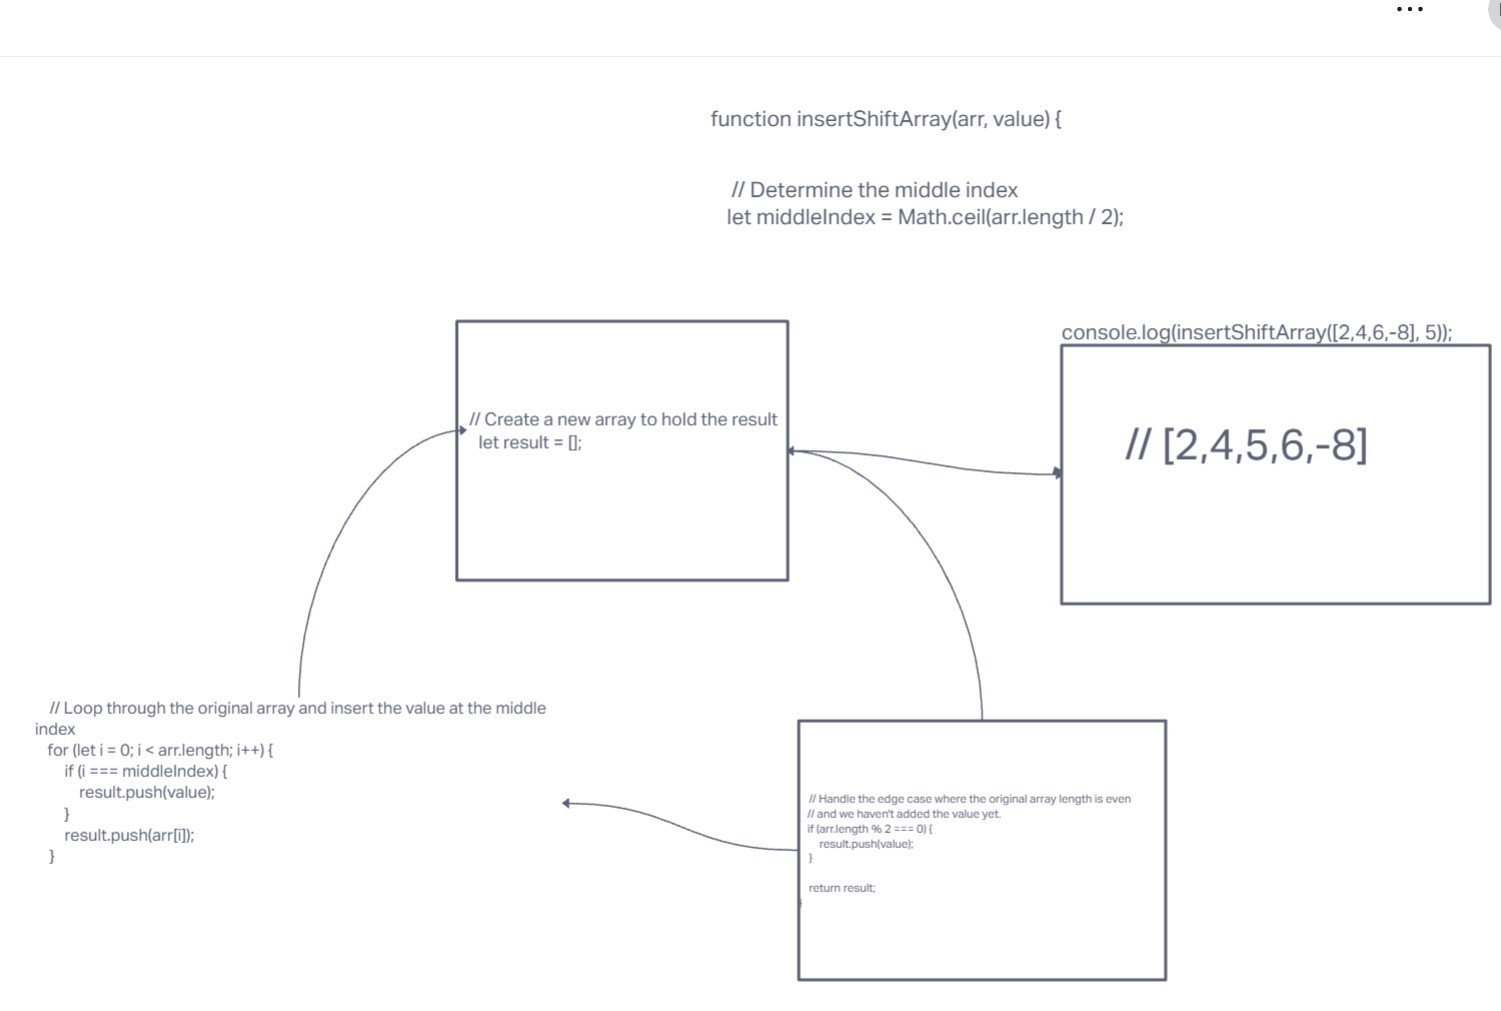 function insertShiftArray(arr, value) {
// Determine the middle index
let middleIndex = Math.ceil(arr.length / 2);
console.log(insertShiftArray([2,4,6,-8], 5));
// Create a new array to hold the result
let result = [];
// [2,4,5,6,-8]
// Loop through the original array and insert the value at the middle
index
for (let i = 0; i < arr.length; i++) {
if (i === middleIndex) {
result.push(value);
}
result.push(arr[i]);
}
// Handle the edge case where the original array length is even
// and we haven't added the value yet.
if (arr.length % 2 === 0) {
result.push(value);
}
return result;
}